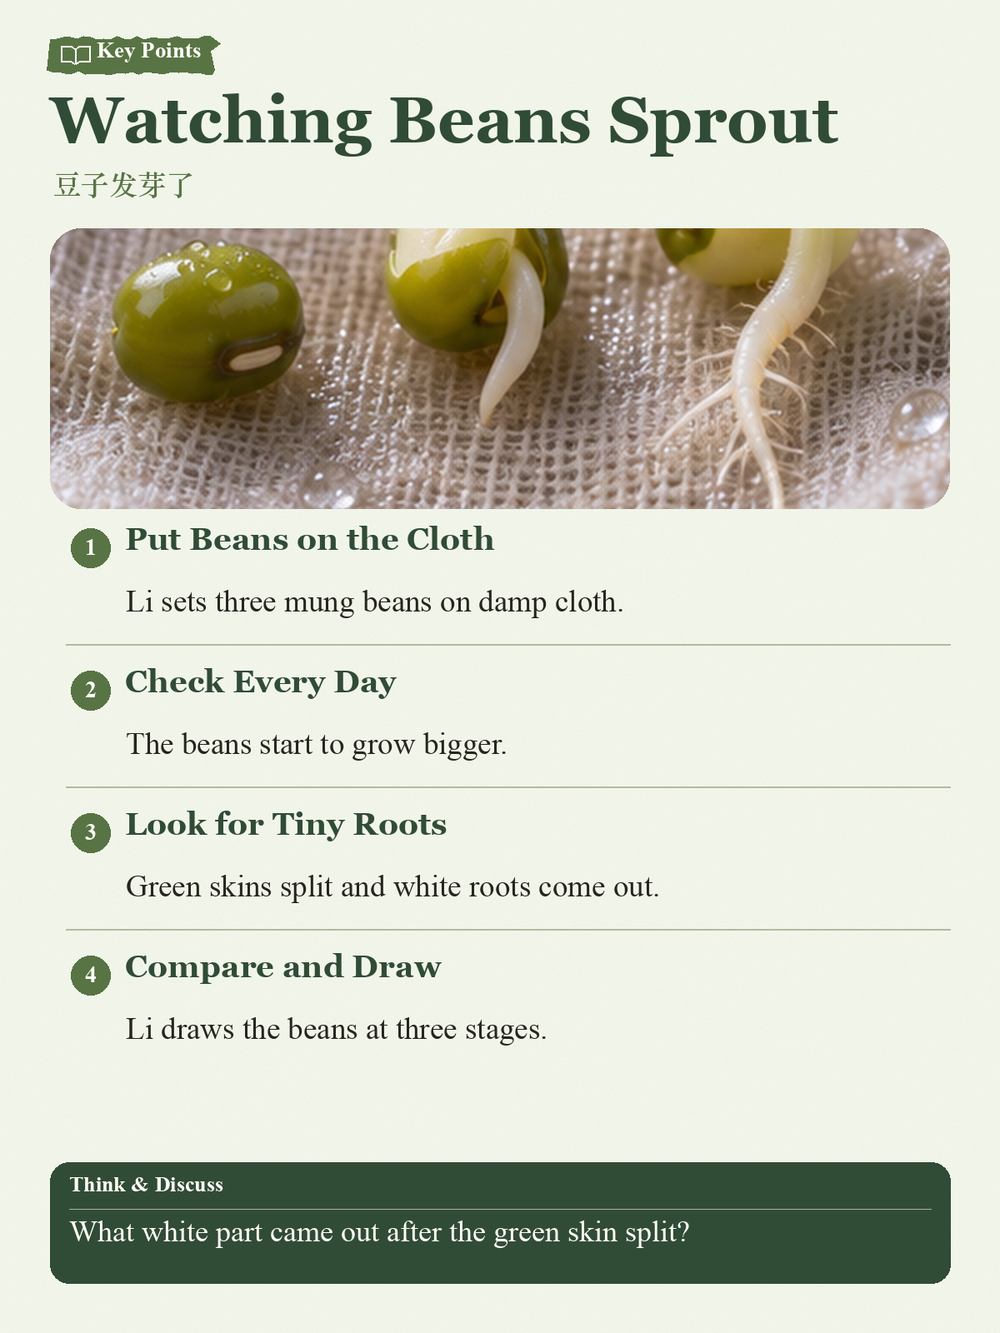 Key Points
Watching Beans Sprout
豆子发芽了
1 Put Beans on the Cloth
Li sets three mung beans on damp cloth.
2 Check Every Day
The beans start to grow bigger.
3 Look for Tiny Roots
Green skins split and white roots come out.
4 Compare and Draw
Li draws the beans at three stages.
Think & Discuss
What white part came out after the green skin split?